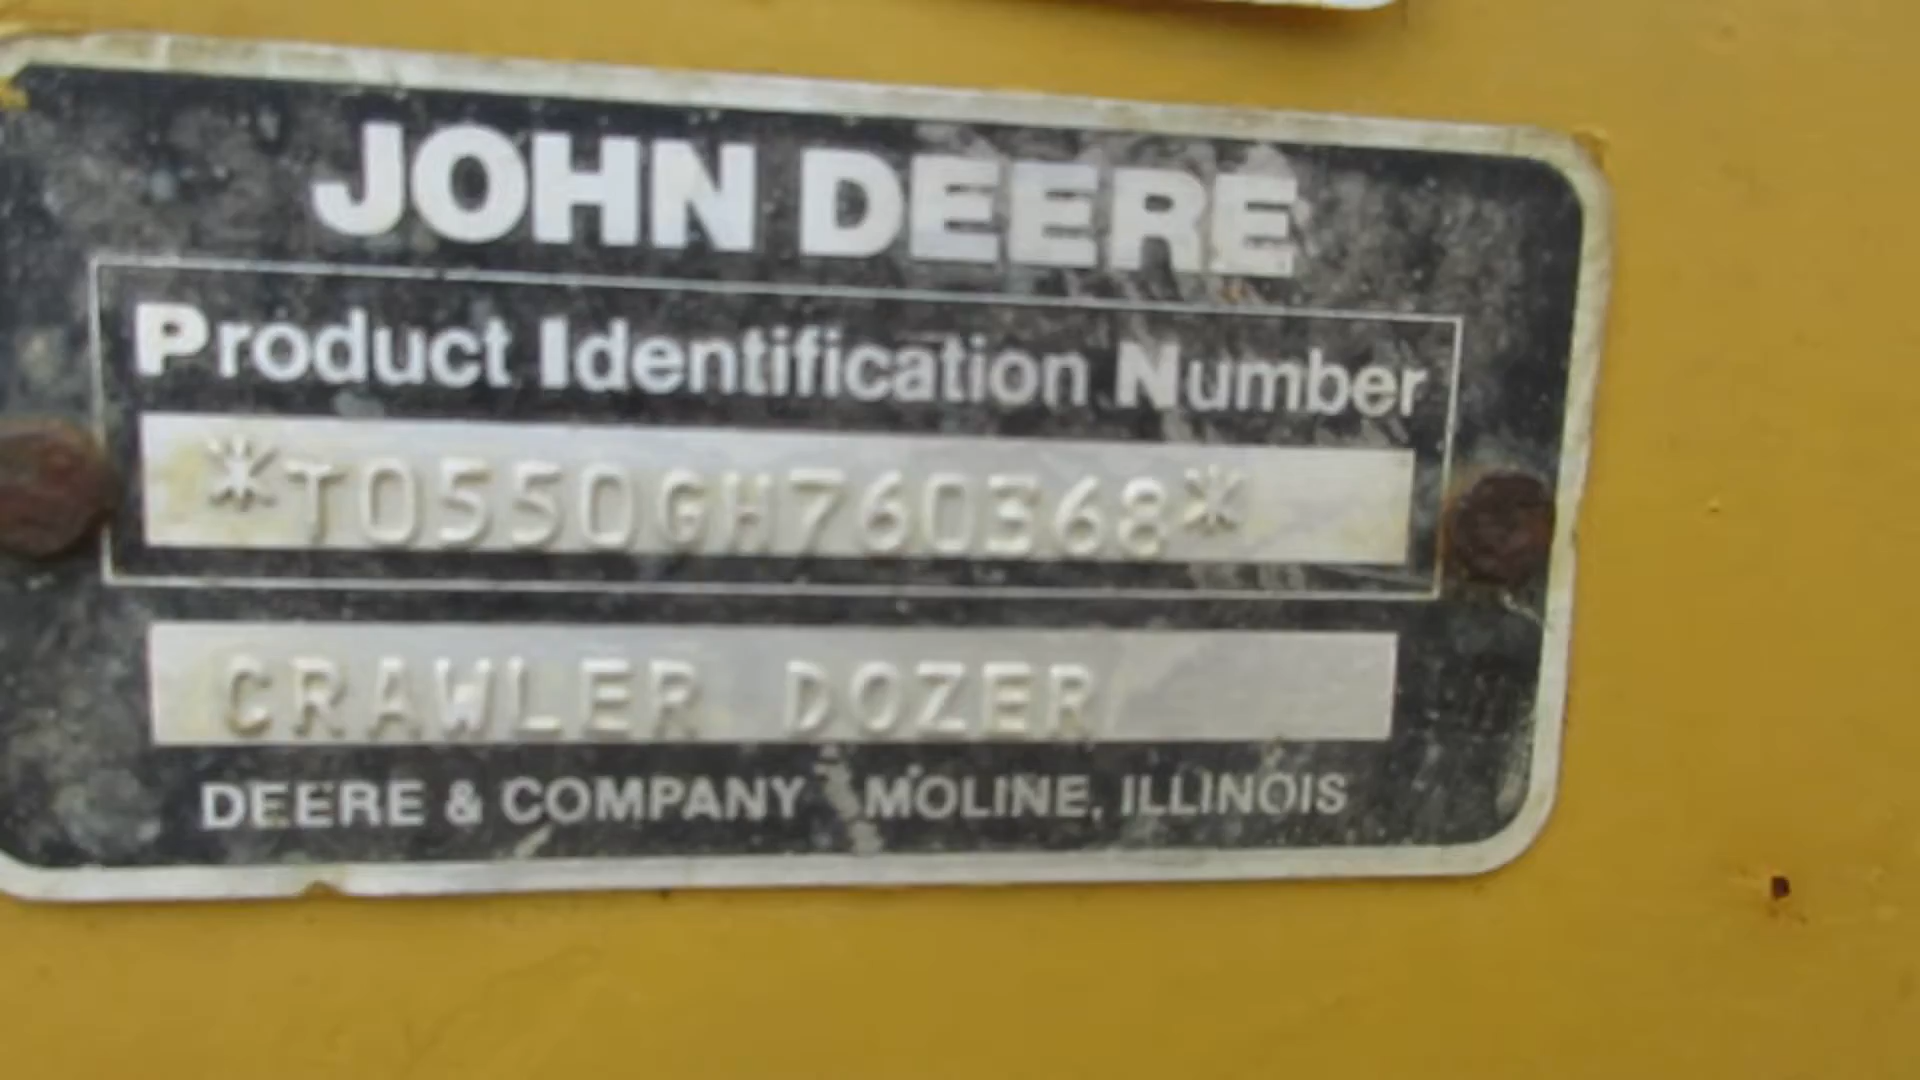 JOHN DEERE
Product Identification Number
*T0550GH760368*
CRAWLER DOZER
DEERE & COMPANY MOLINE, ILLINOIS